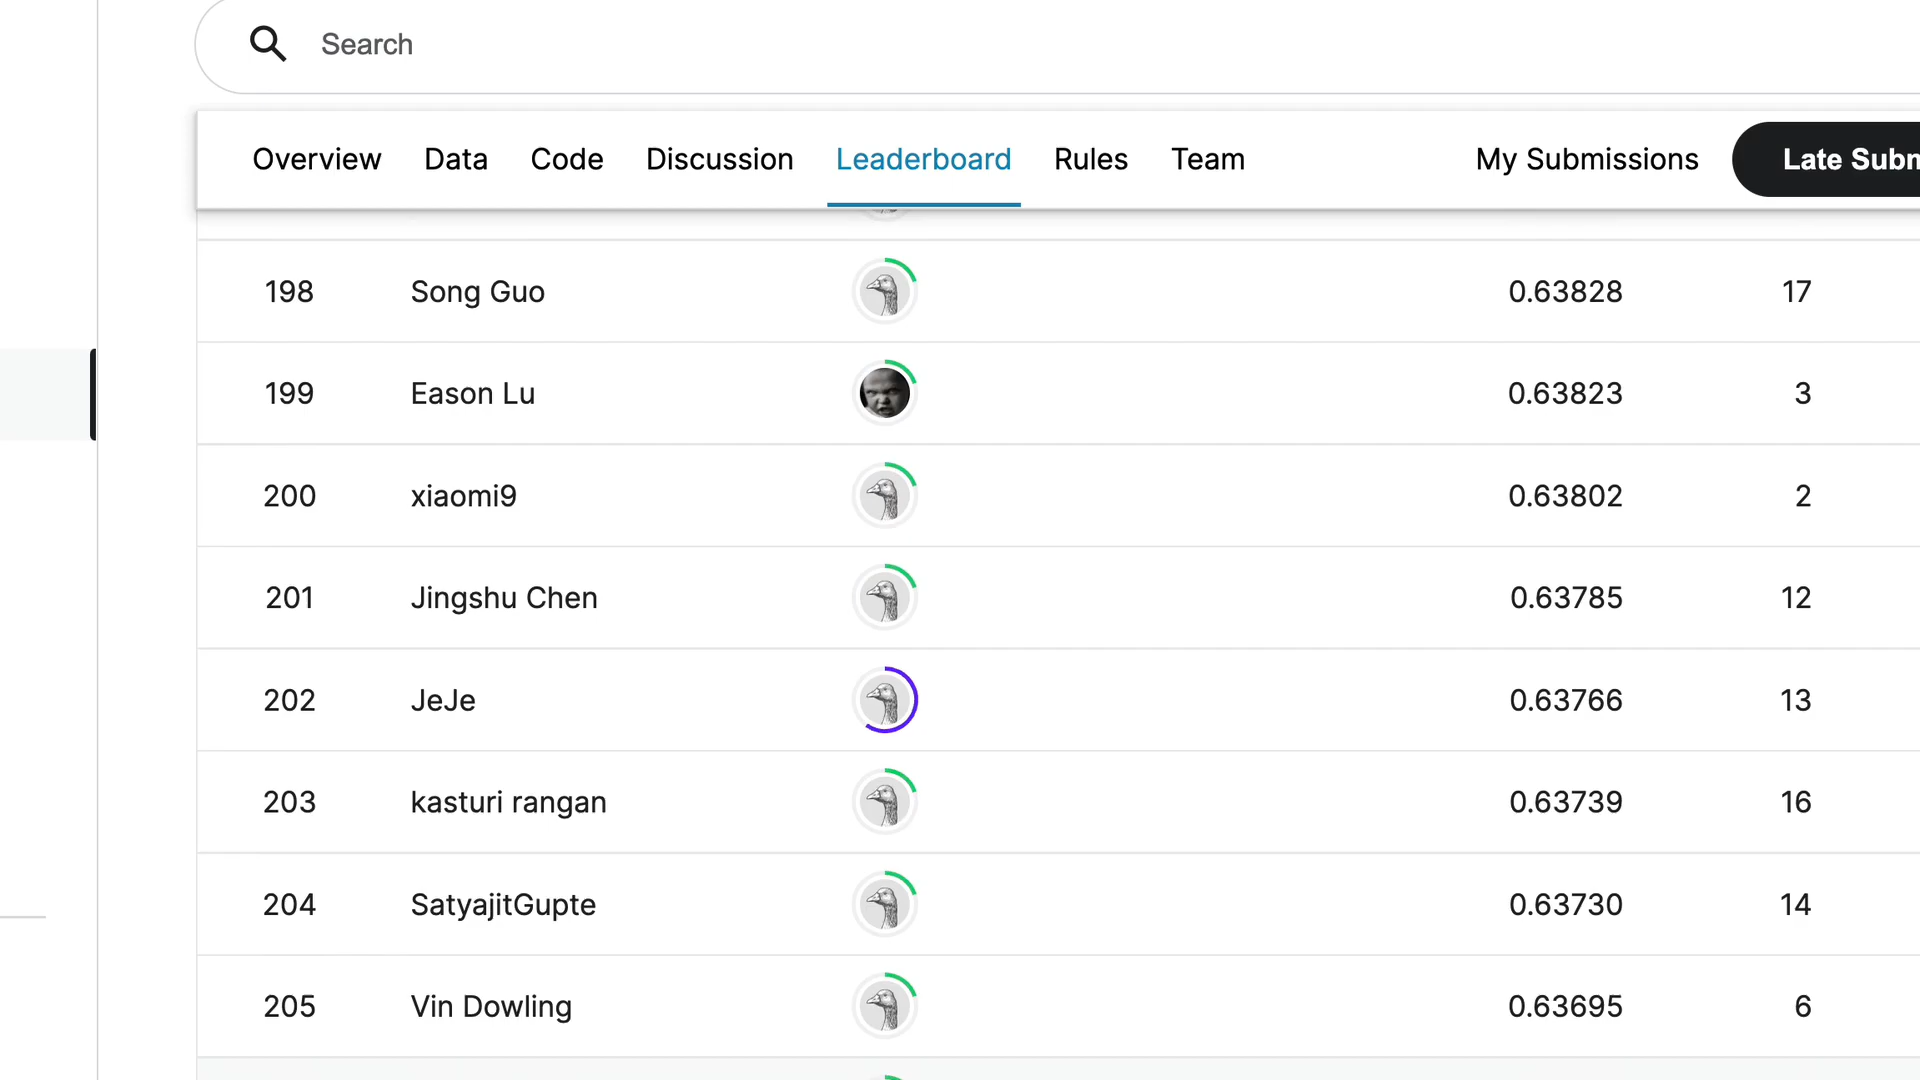 Search
Overview Data Code Discussion Leaderboard Rules Team My Submissions Late Subm
198 Song Guo 0.63828 17
199 Eason Lu 0.63823 3
200 xiaomi9 0.63802 2
201 Jingshu Chen 0.63785 12
202 JeJe 0.63766 13
203 kasturi rangan 0.63739 16
204 SatyajitGupte 0.63730 14
205 Vin Dowling 0.63695 6